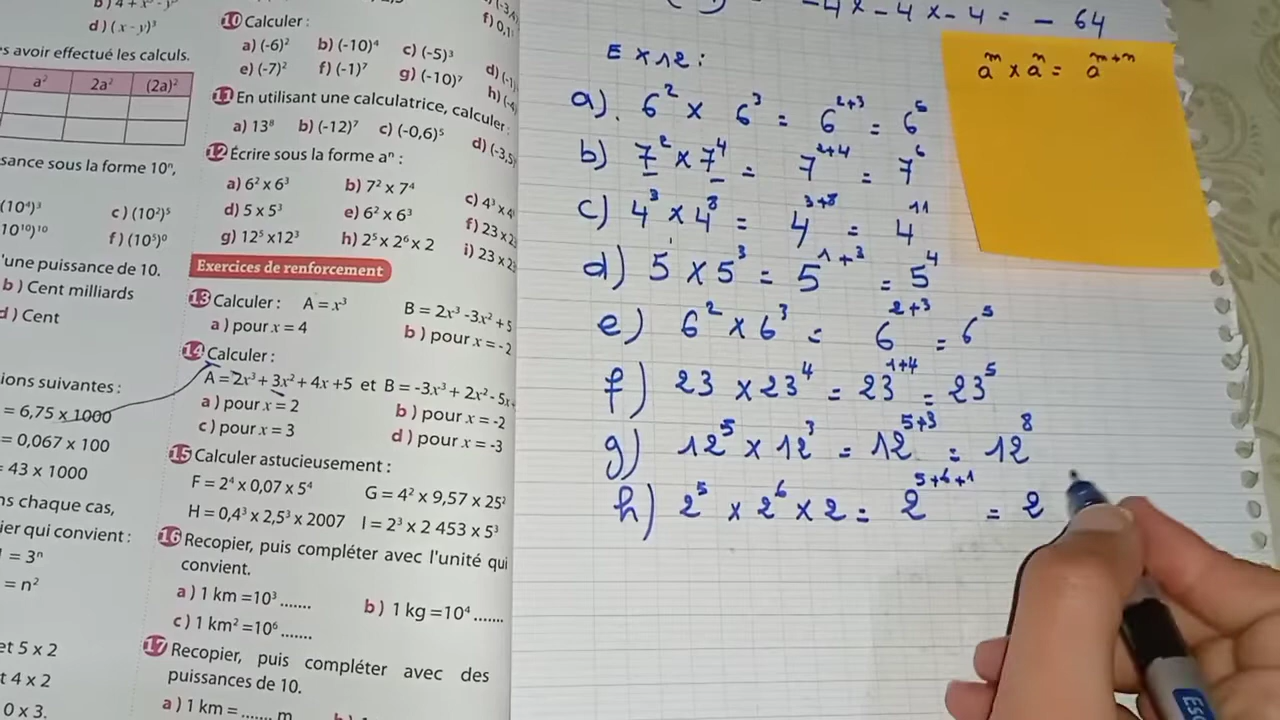 d ) (x - y)³
s avoir effectué les calculs.
a² 2a² (2a)²
sance sous la forme 10ⁿ,
(10⁴)³ c ) (10²)⁵
10¹⁰)¹⁰ f ) (10⁵)⁰
'une puissance de 10.
b ) Cent milliards
d ) Cent
ions suivantes :
= 6,75 x 1000
= 0,067 x 100
= 43 x 1000
ns chaque cas,
ier qui convient :
= 3ⁿ
= n²
et 5 x 2
t 4 x 2
0 x 3.
10 Calculer :
a) (-6)² b) (-10)⁴ c) (-5)³
e) (-7)² f) (-1)⁷ g) (-10)⁷
11 En utilisant une calculatrice, calculer :
a) 13⁸ b) (-12)⁷ c) (-0,6)⁵ d) (-3,5
12 Écrire sous la forme aⁿ :
a) 6² x 6³ b) 7² x 7⁴ c) 4³ x 4
d) 5 x 5³ e) 6² x 6³ f) 23 x 2
g) 12⁵ x12³ h) 2⁵ x 2⁶ x 2 i) 23 x 2
Exercices de renforcement
13 Calculer : A = x³ B = 2x³ -3x² + 5
a ) pour x = 4 b ) pour x = -2
14 Calculer :
A = 2x³ + 3x² + 4x +5 et B = -3x³ + 2x² - 5x
a ) pour x = 2 b ) pour x = -2
c ) pour x = 3 d ) pour x = -3
15 Calculer astucieusement :
F = 2⁴ x 0,07 x 5⁴ G = 4² x 9,57 x 25²
H = 0,4³ x 2,5³ x 2007 I = 2³ x 2 453 x 5³
16 Recopier, puis compléter avec l'unité qui
convient.
a ) 1 km =10³ ....... b ) 1 kg =10⁴ .......
c ) 1 km² =10⁶ .......
17 Recopier, puis compléter avec des
puissances de 10.
a ) 1 km = ....... m
-4 x -4 x -4 = - 64
E x 12 :
a). 6² x 6³ = 6²⁺³ = 6⁵
b) 7² x 7⁴ = 7²⁺⁴ = 7⁶
c) 4³ x 4⁸ = 4³⁺⁸ = 4¹¹
d) 5¹ x 5³ = 5¹⁺³ = 5⁴
e) 6² x 6³ = 6²⁺³ = 6⁵
f) 23 x 23⁴ = 23¹⁺⁴ = 23⁵
g) 12⁵ x 12³ = 12⁵⁺³ = 12⁸
h) 2⁵ x 2⁶ x 2 = 2⁵⁺⁶⁺¹ = 2
aᵐ x aⁿ = aᵐ⁺ⁿ